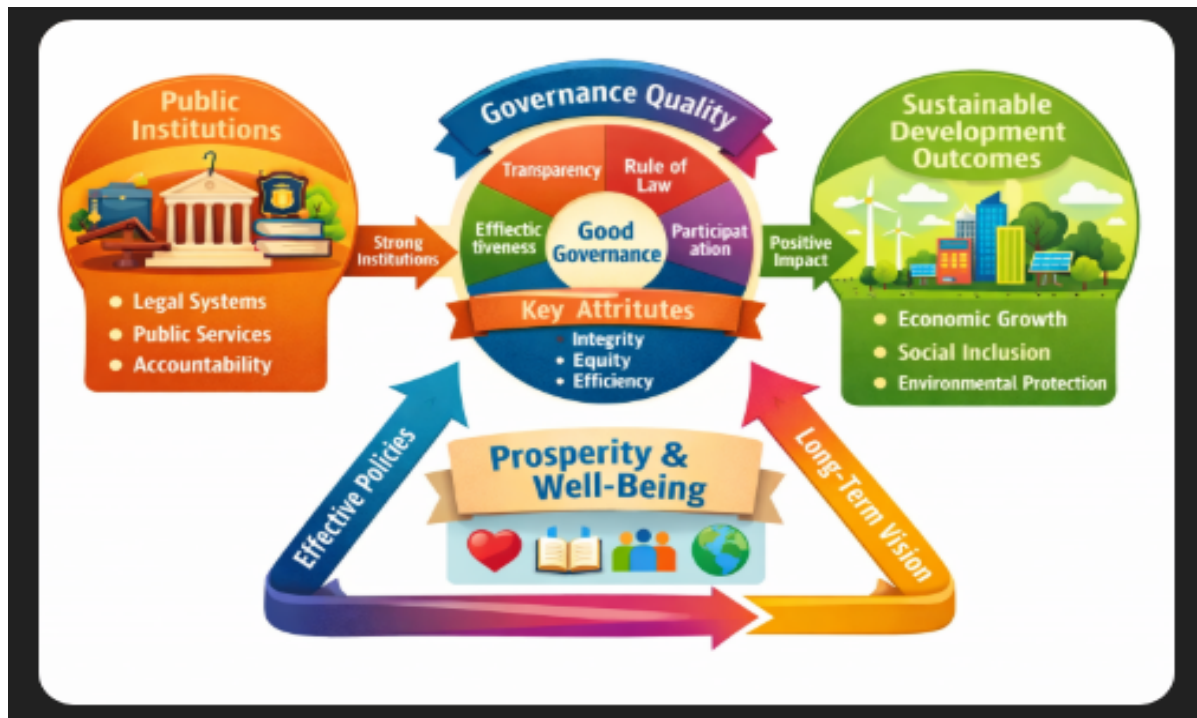 Public
Institutions
Legal Systems
Public Services
Accountability
Strong
Institutions
Governance Quality
Transparency
Rule of
Law
Effiectic
tiveness
Good
Governance
Participat
ation
Key Attritutes
Integrity
Equity
Efficiency
Positive
Impact
Sustainable
Development
Outcomes
Economic Growth
Social Inclusion
Environmental Protection
Effective Policies
Prosperity &
Well-Being
Long-Term Vision